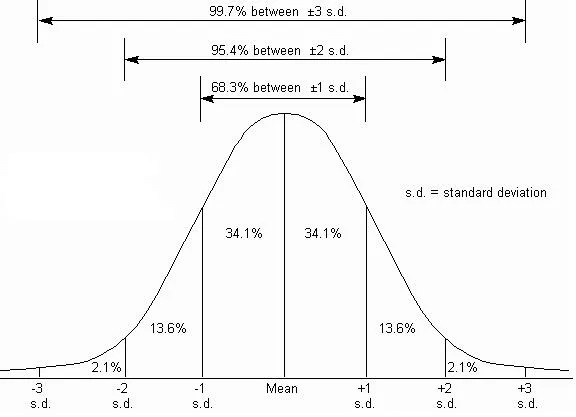 99.7% between ±3 s.d.
95.4% between ±2 s.d.
68.3% between ±1 s.d.
s.d. = standard deviation
34.1%
34.1%
13.6%
13.6%
2.1%
2.1%
-3 -2 -1 Mean +1 +2 +3
s.d. s.d. s.d. s.d. s.d. s.d.